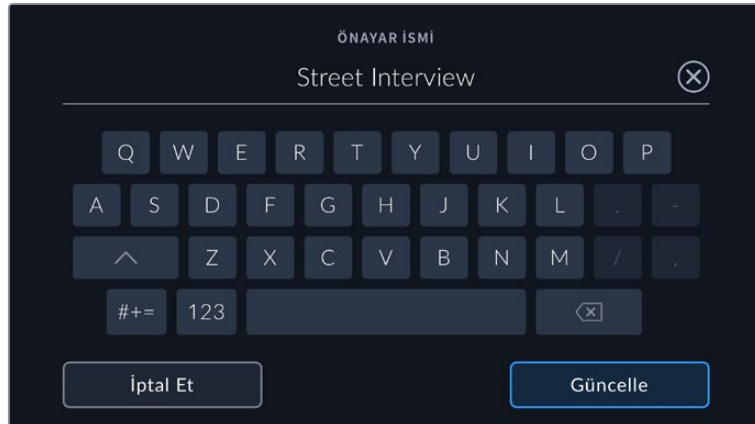 ÖNAYAR İSMİ
Street Interview
Q W E R T Y U I O P
A S D F G H J K L . -
Z X C V B N M / ,
#+= 123
İptal Et Güncelle